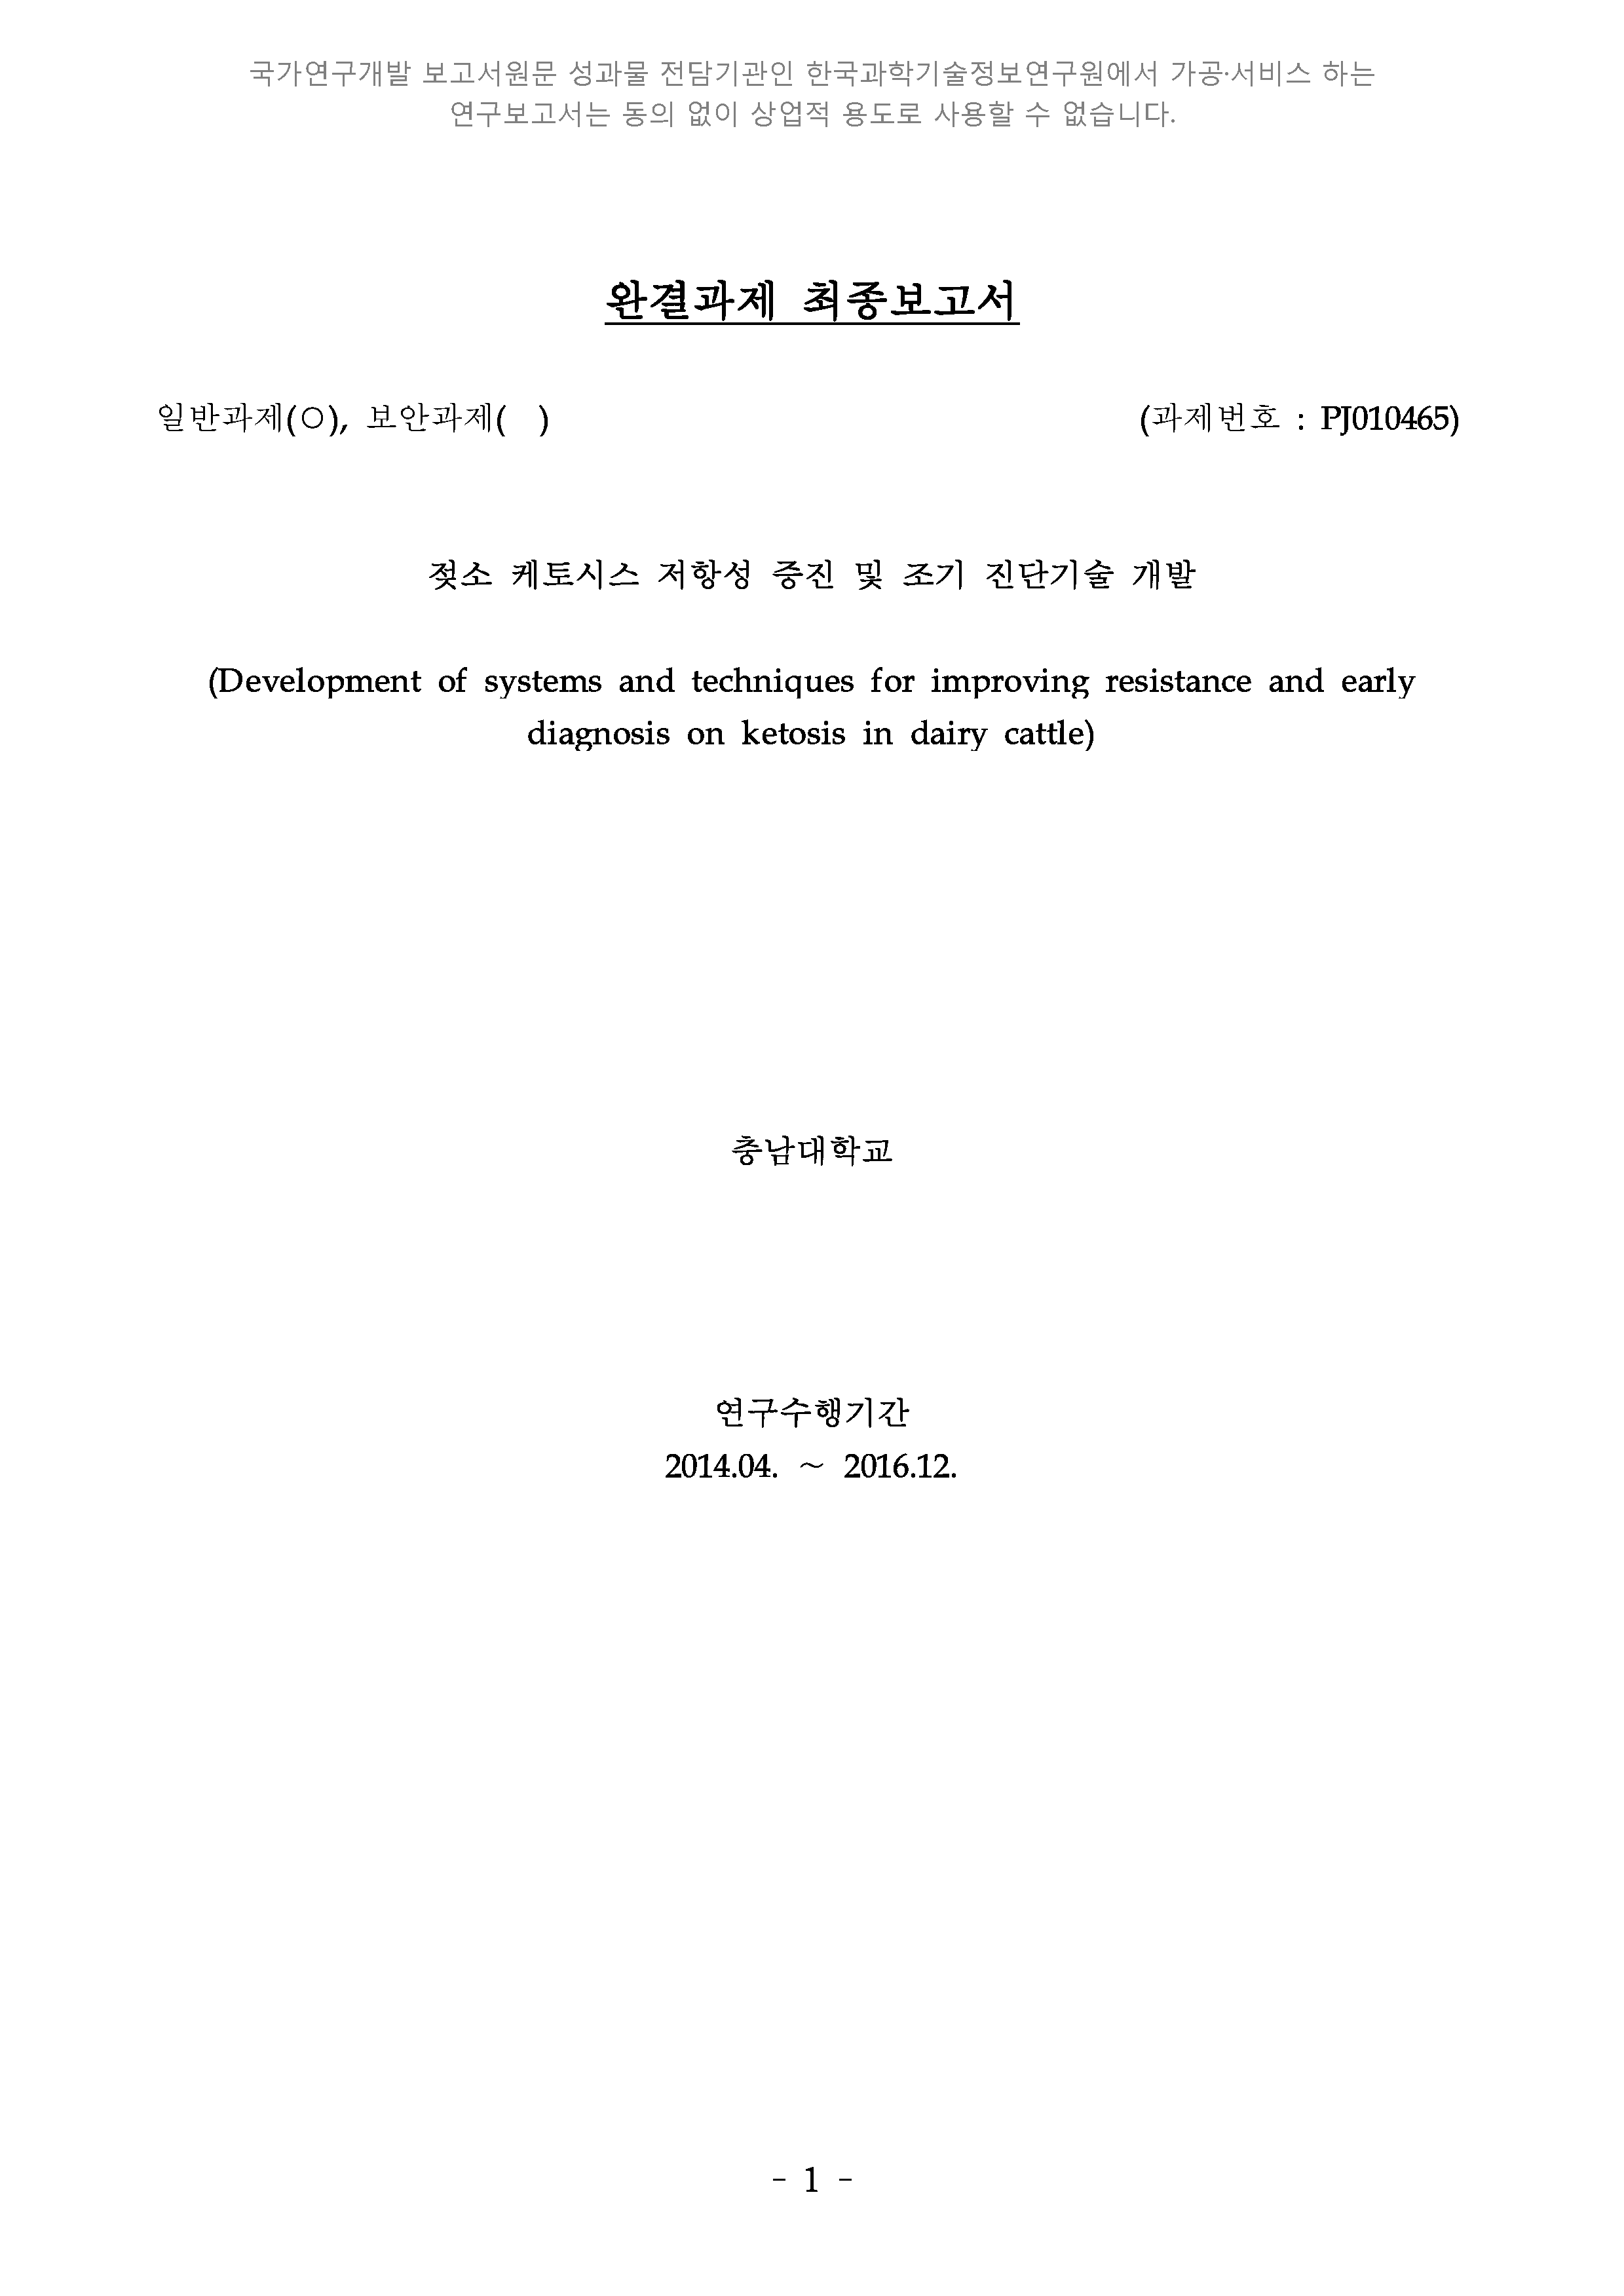 국가연구개발 보고서원문 성과물 전담기관인 한국과학기술정보연구원에서 가공·서비스 하는
연구보고서는 동의 없이 상업적 용도로 사용할 수 없습니다.
완결과제 최종보고서
일반과제(○), 보안과제( ) (과제번호 : PJ010465)
젖소 케토시스 저항성 증진 및 조기 진단기술 개발
(Development of systems and techniques for improving resistance and early
diagnosis on ketosis in dairy cattle)
충남대학교
연구수행기간
2014.04. ~ 2016.12.
- 1 -